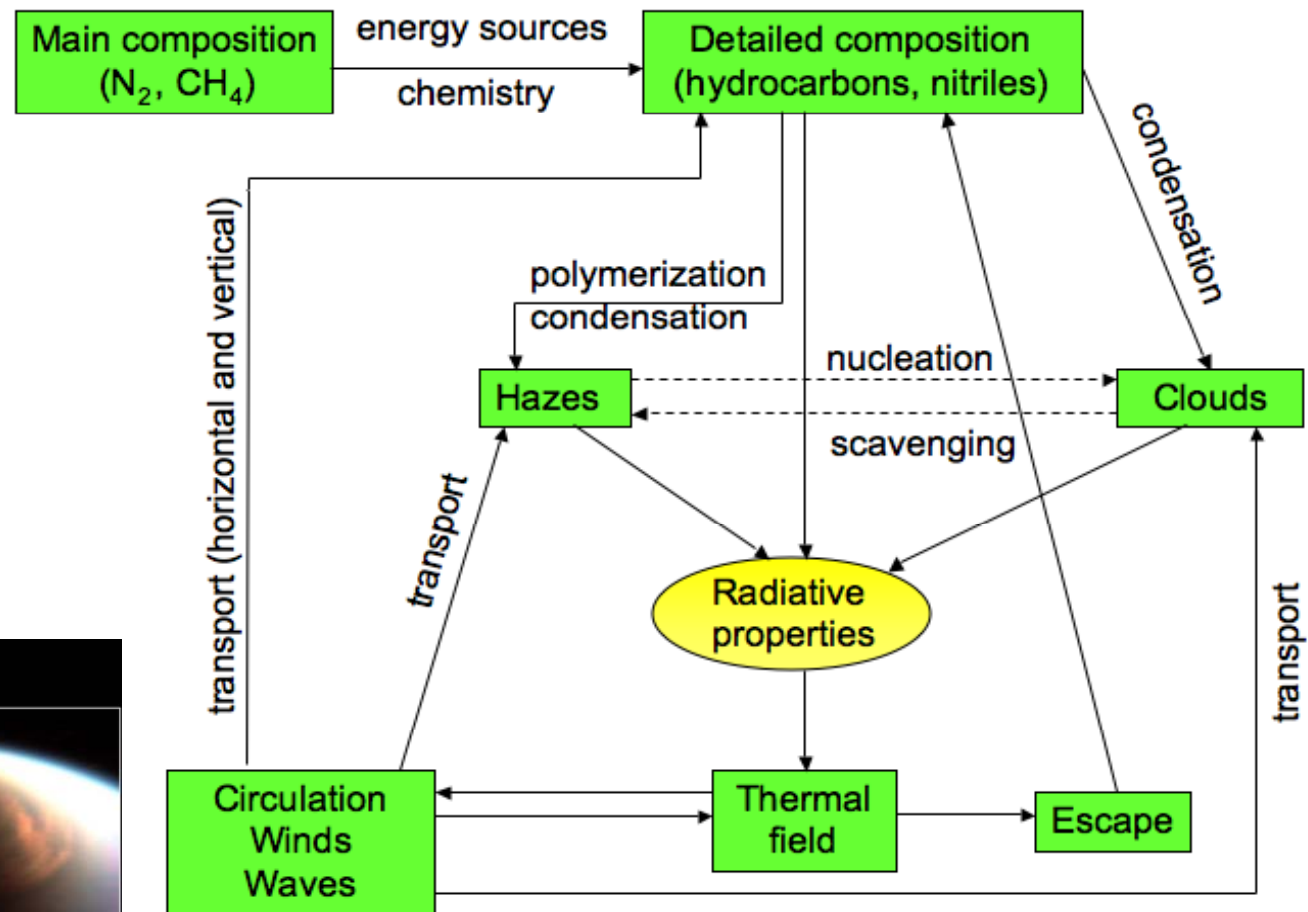 Main composition
(N₂, CH₄)
energy sources
chemistry
Detailed composition
(hydrocarbons, nitriles)
condensation
transport (horizontal and vertical)
polymerization
condensation
nucleation
Hazes
Clouds
scavenging
transport
Radiative
properties
transport
Circulation
Winds
Waves
Thermal
field
Escape